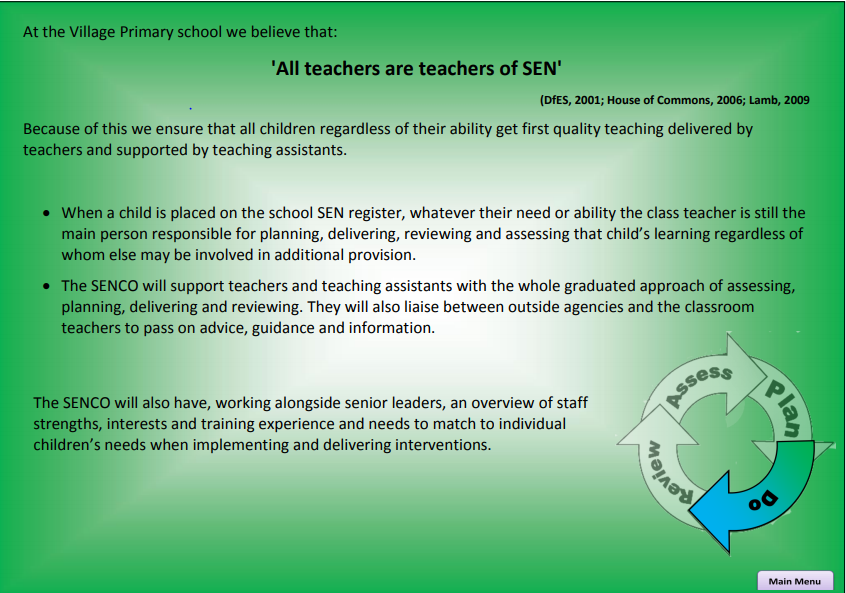 At the Village Primary school we believe that:
'All teachers are teachers of SEN'
(DfES, 2001; House of Commons, 2006; Lamb, 2009
Because of this we ensure that all children regardless of their ability get first quality teaching delivered by
teachers and supported by teaching assistants.
• When a child is placed on the school SEN register, whatever their need or ability the class teacher is still the
main person responsible for planning, delivering, reviewing and assessing that child's learning regardless of
whom else may be involved in additional provision.
• The SENCO will support teachers and teaching assistants with the whole graduated approach of assessing,
planning, delivering and reviewing. They will also liaise between outside agencies and the classroom
teachers to pass on advice, guidance and information.
The SENCO will also have, working alongside senior leaders, an overview of staff
strengths, interests and training experience and needs to match to individual
children's needs when implementing and delivering interventions.
Assess
Plan
Do
Review
Main Menu